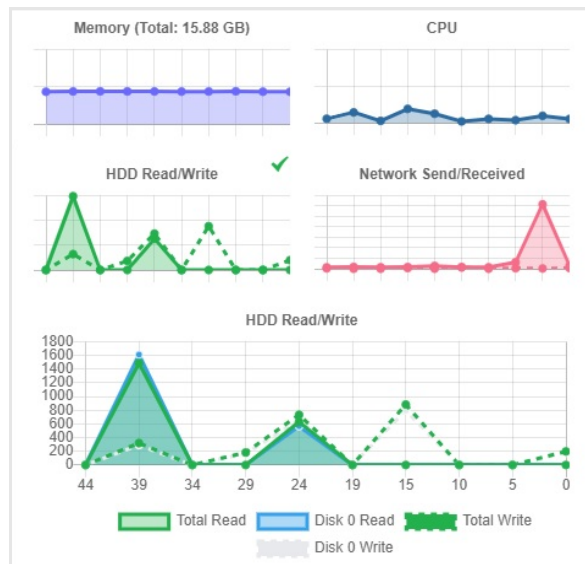 Memory (Total: 15.88 GB)
CPU
HDD Read/Write
Network Send/Received
HDD Read/Write
1800
1600
1400
1200
1000
800
600
400
200
0
44 39 34 29 24 19 15 10 5 0
Total Read Disk 0 Read Total Write
Disk 0 Write